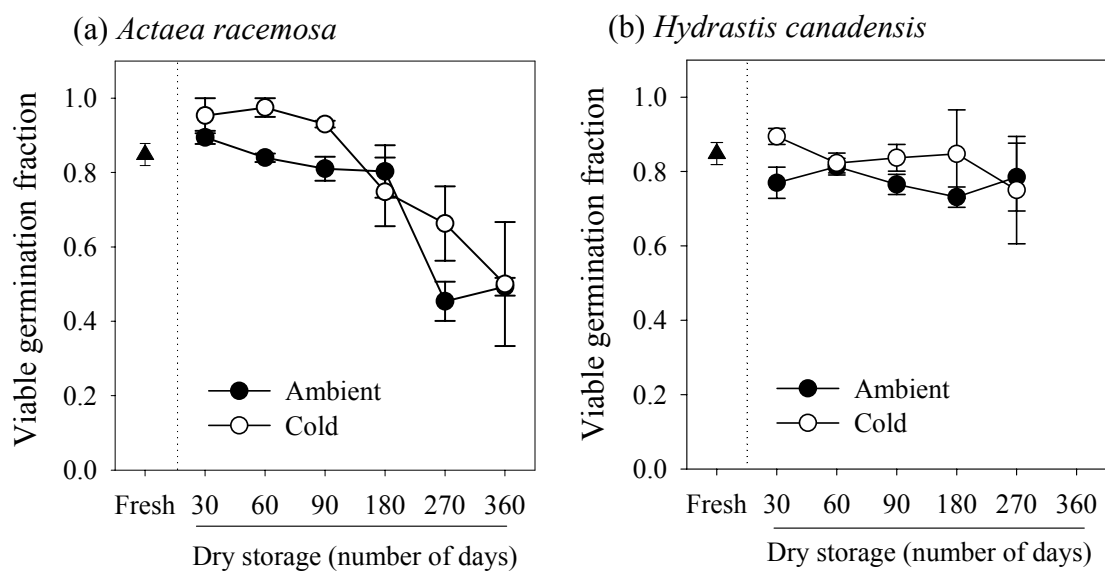 (a) Actaea racemosa
Viable germination fraction
1.0
0.8
0.6
0.4
0.2
0.0
Ambient
Cold
Fresh 30 60 90 180 270 360
Dry storage (number of days)
(b) Hydrastis canadensis
Viable germination fraction
1.0
0.8
0.6
0.4
0.2
0.0
Ambient
Cold
Fresh 30 60 90 180 270 360
Dry storage (number of days)